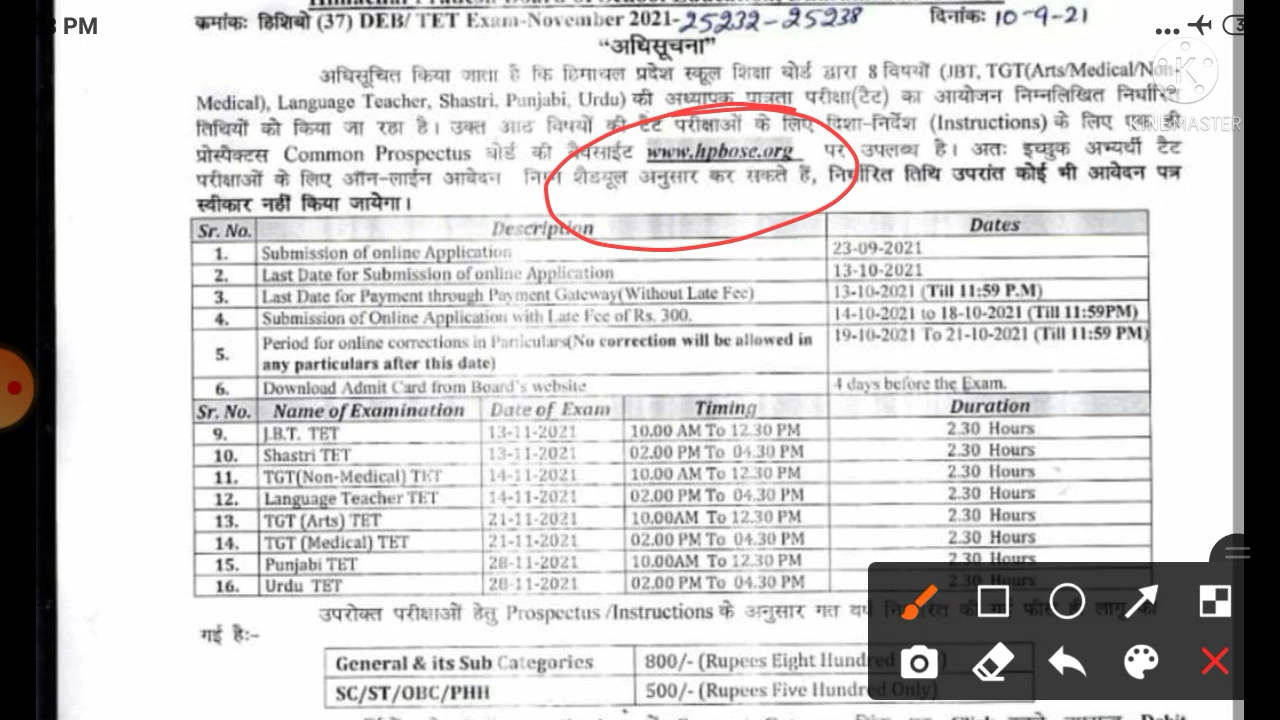 3 PM
क्रमांकः हिशिबो (37) DEB/ TET Exam-November 2021-25232-25238 दिनांकः 10-9-21
"अधिसूचना"
अधिसूचित किया जाता है कि हिमाचल प्रदेश स्कूल शिक्षा बोर्ड द्वारा 8 विषयों (JBT, TGT(Arts/Medical/Non-
Medical), Language Teacher, Shastri, Punjabi, Urdu) की अध्यापक पात्रता परीक्षा(टैट) का आयोजन निम्नलिखित निर्धारित
तिथियों को किया जा रहा है। उक्त आठ विषयों की टैट परीक्षाओं के लिए दिशा-निर्देश (Instructions) के लिए एक ही
KINEMASTER
प्रोस्पैक्टस Common Prospectus बोर्ड की वैबसाईट www.hpbose.org पर उपलब्ध है। अतः इच्छुक अभ्यर्थी टैट
परीक्षाओं के लिए ऑन-लाईन आवेदन निम्न शैडयूल अनुसार कर सकते हैं, निर्धारित तिथि उपरांत कोई भी आवेदन पत्र
स्वीकार नहीं किया जायेगा।
Sr. No. Description Dates
1. Submission of online Application 23-09-2021
2. Last Date for Submission of online Application 13-10-2021
3. Last Date for Payment through Payment Gateway(Without Late Fee) 13-10-2021 (Till 11:59 P.M)
4. Submission of Online Application with Late Fee of Rs. 300. 14-10-2021 to 18-10-2021 (Till 11:59PM)
5. Period for online corrections in Particulars(No correction will be allowed in 19-10-2021 To 21-10-2021 (Till 11:59 PM)
any particulars after this date)
6. Download Admit Card from Board's website 4 days before the Exam.
Sr. No. Name of Examination Date of Exam Timing Duration
9. J.B.T. TET 13-11-2021 10.00 AM To 12.30 PM 2.30 Hours
10. Shastri TET 13-11-2021 02.00 PM To 04.30 PM 2.30 Hours
11. TGT(Non-Medical) TET 14-11-2021 10.00 AM To 12.30 PM 2.30 Hours
12. Language Teacher TET 14-11-2021 02.00 PM To 04.30 PM 2.30 Hours
13. TGT (Arts) TET 21-11-2021 10.00AM To 12.30 PM 2.30 Hours
14. TGT (Medical) TET 21-11-2021 02.00 PM To 04.30 PM 2.30 Hours
15. Punjabi TET 28-11-2021 10.00AM To 12.30 PM 2.30 Hours
16. Urdu TET 28-11-2021 02.00 PM To 04.30 PM 2.30 Hours
उपरोक्त परीक्षाओं हेतु Prospectus /Instructions के अनुसार गत वर्ष
गई हैः-
General & its Sub Categories 800/- (Rupees Eight Hundred
SC/ST/OBC/PHH 500/- (Rupees Five Hundred Only)